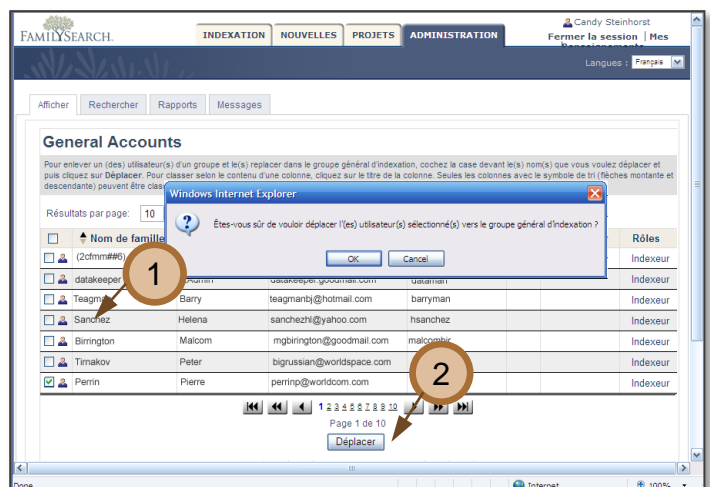 Candy Steinhorst
FAMILYSEARCH. INDEXATION NOUVELLES PROJETS ADMINISTRATION Fermer la session | Mes
Renseignements
Langues : Français
Afficher Rechercher Rapports Messages
General Accounts
Pour enlever un (des) utilisateur(s) d'un groupe et le(s) replacer dans le groupe général d'indexation, cochez la case devant le(s) nom(s) que vous voulez déplacer et
puis cliquez sur Déplacer. Pour classer selon le contenu d'une colonne, cliquez sur le titre de la colonne. Seules les colonnes avec le symbole de tri (flèches montante et
descendante) peuvent être
Windows Internet Explorer
Êtes-vous sûr de vouloir déplacer l'(es) utilisateur(s) sélectionné(s) vers le groupe général d'indexation ?
OK Cancel
Résultats par page: 10
Nom de famille Rôles
(2cfmm##6) Indexeur
datakeeper datakeeper.goodmail.com dataman Indexeur
Teagman Barry teagmanbj@hotmail.com barryman Indexeur
Sanchez Helena sanchezhl@yahoo.com hsanchez Indexeur
Birrington Malcom mgbirington@goodmail.com malcombir Indexeur
Tirnakov Peter bigrussian@worldspace.com Indexeur
Perrin Pierre perrinp@worldcom.com Indexeur
1
2
1 2 3 4 5 6 7 8 9 10
Page 1 de 10
Déplacer
Done Internet 100%